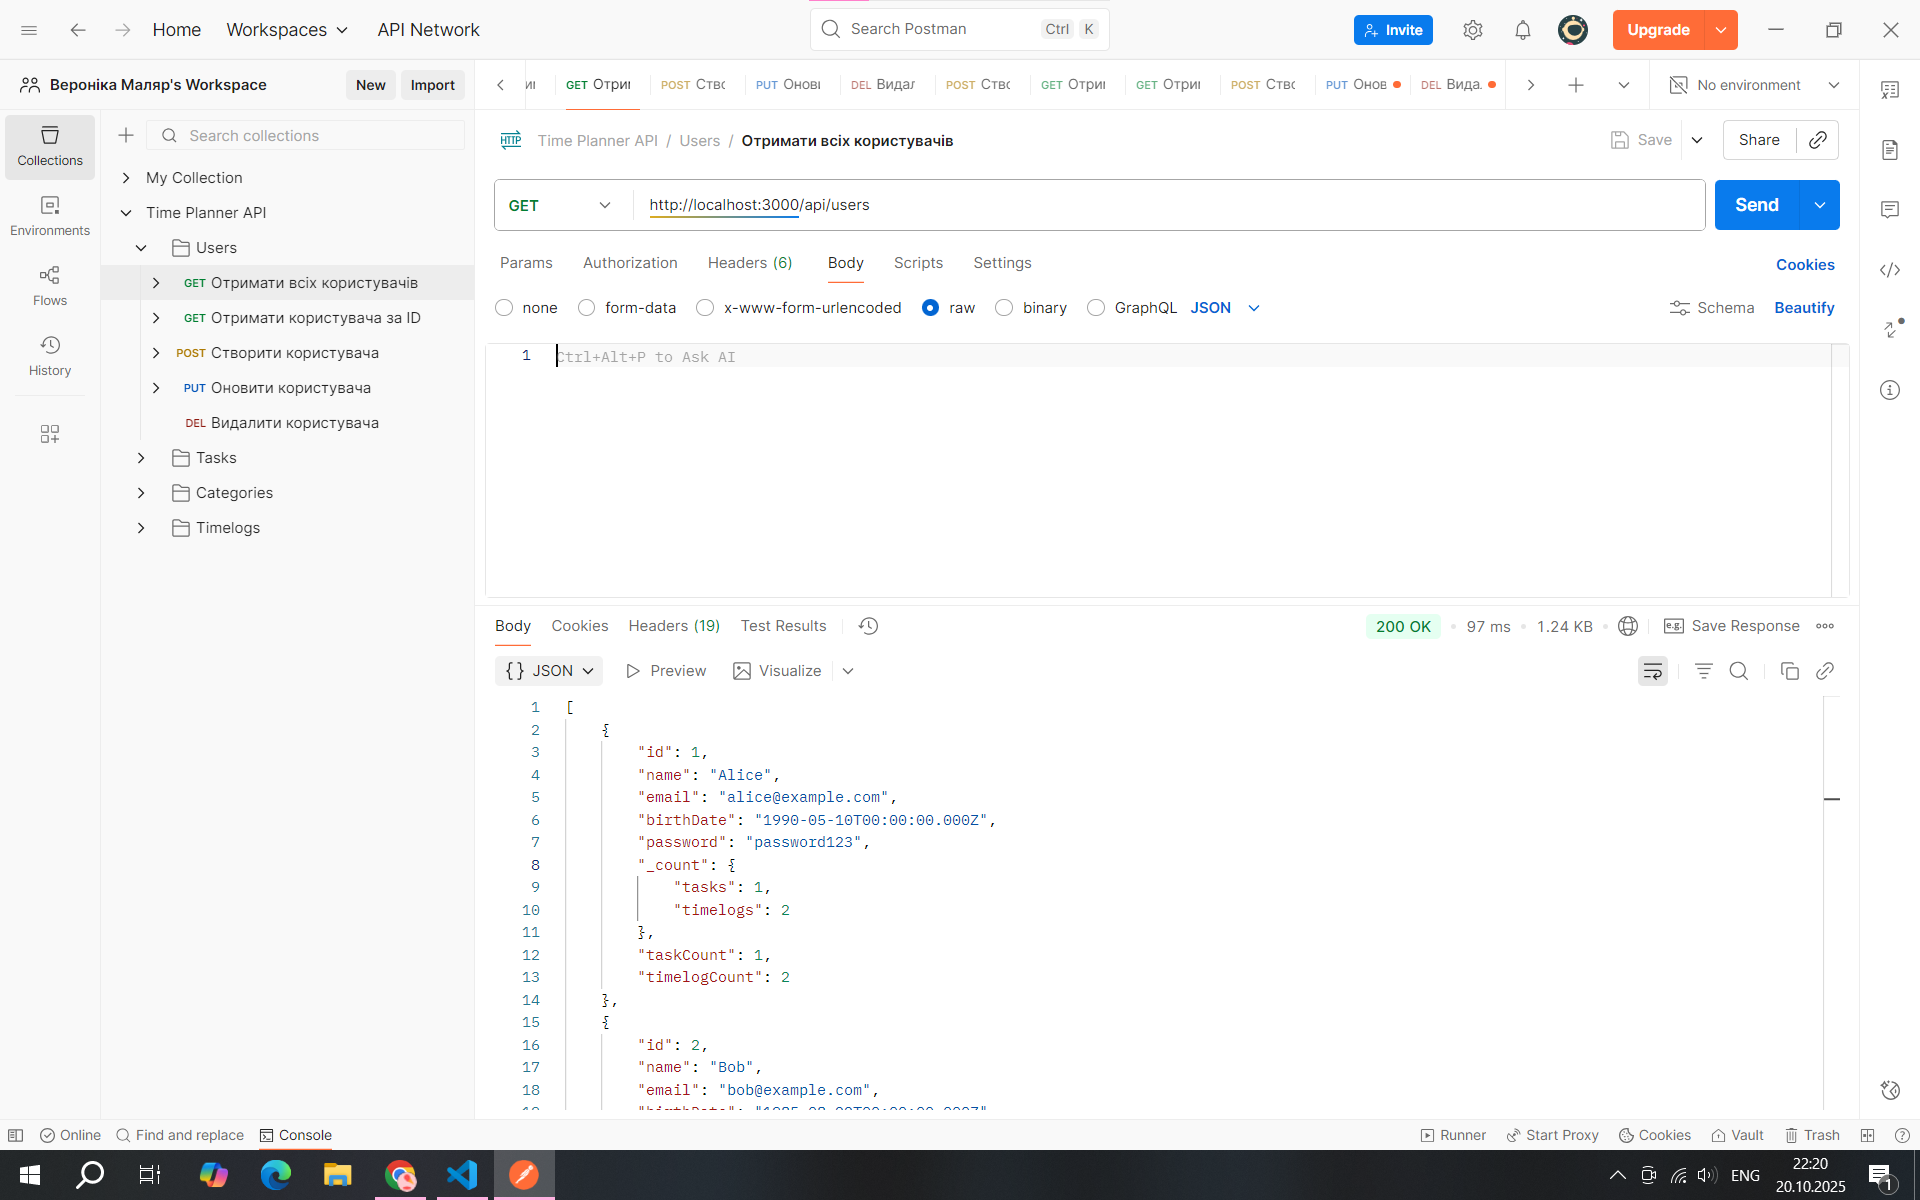 Home Workspaces API Network Search Postman Ctrl K Invite Upgrade
Вероніка Маляр's Workspace New Import
GET Отри POST Ство PUT Онові DEL Видал POST Ство GET Отри GET Отри POST Ство PUT Онов DEL Вида. No environment
Collections
Environments
Flows
History
Search collections
My Collection
Time Planner API
Users
GET Отримати всіх користувачів
GET Отримати користувача за ID
POST Створити користувача
PUT Оновити користувача
DEL Видалити користувача
Tasks
Categories
Timelogs
HTTP Time Planner API / Users / Отримати всіх користувачів Save Share
GET http://localhost:3000/api/users Send
Params Authorization Headers (6) Body Scripts Settings Cookies
none form-data x-www-form-urlencoded raw binary GraphQL JSON Schema Beautify
1 Ctrl+Alt+P to Ask AI
Body Cookies Headers (19) Test Results 200 OK • 97 ms • 1.24 KB • e.g. Save Response
{} JSON Preview Visualize
1 [
2 {
3 "id": 1,
4 "name": "Alice",
5 "email": "alice@example.com",
6 "birthDate": "1990-05-10T00:00:00.000Z",
7 "password": "password123",
8 "_count": {
9 "tasks": 1,
10 "timelogs": 2
11 },
12 "taskCount": 1,
13 "timelogCount": 2
14 },
15 {
16 "id": 2,
17 "name": "Bob",
18 "email": "bob@example.com",
Online Find and replace Console Runner Start Proxy Cookies Vault Trash
ENG 22:20
20.10.2025 1